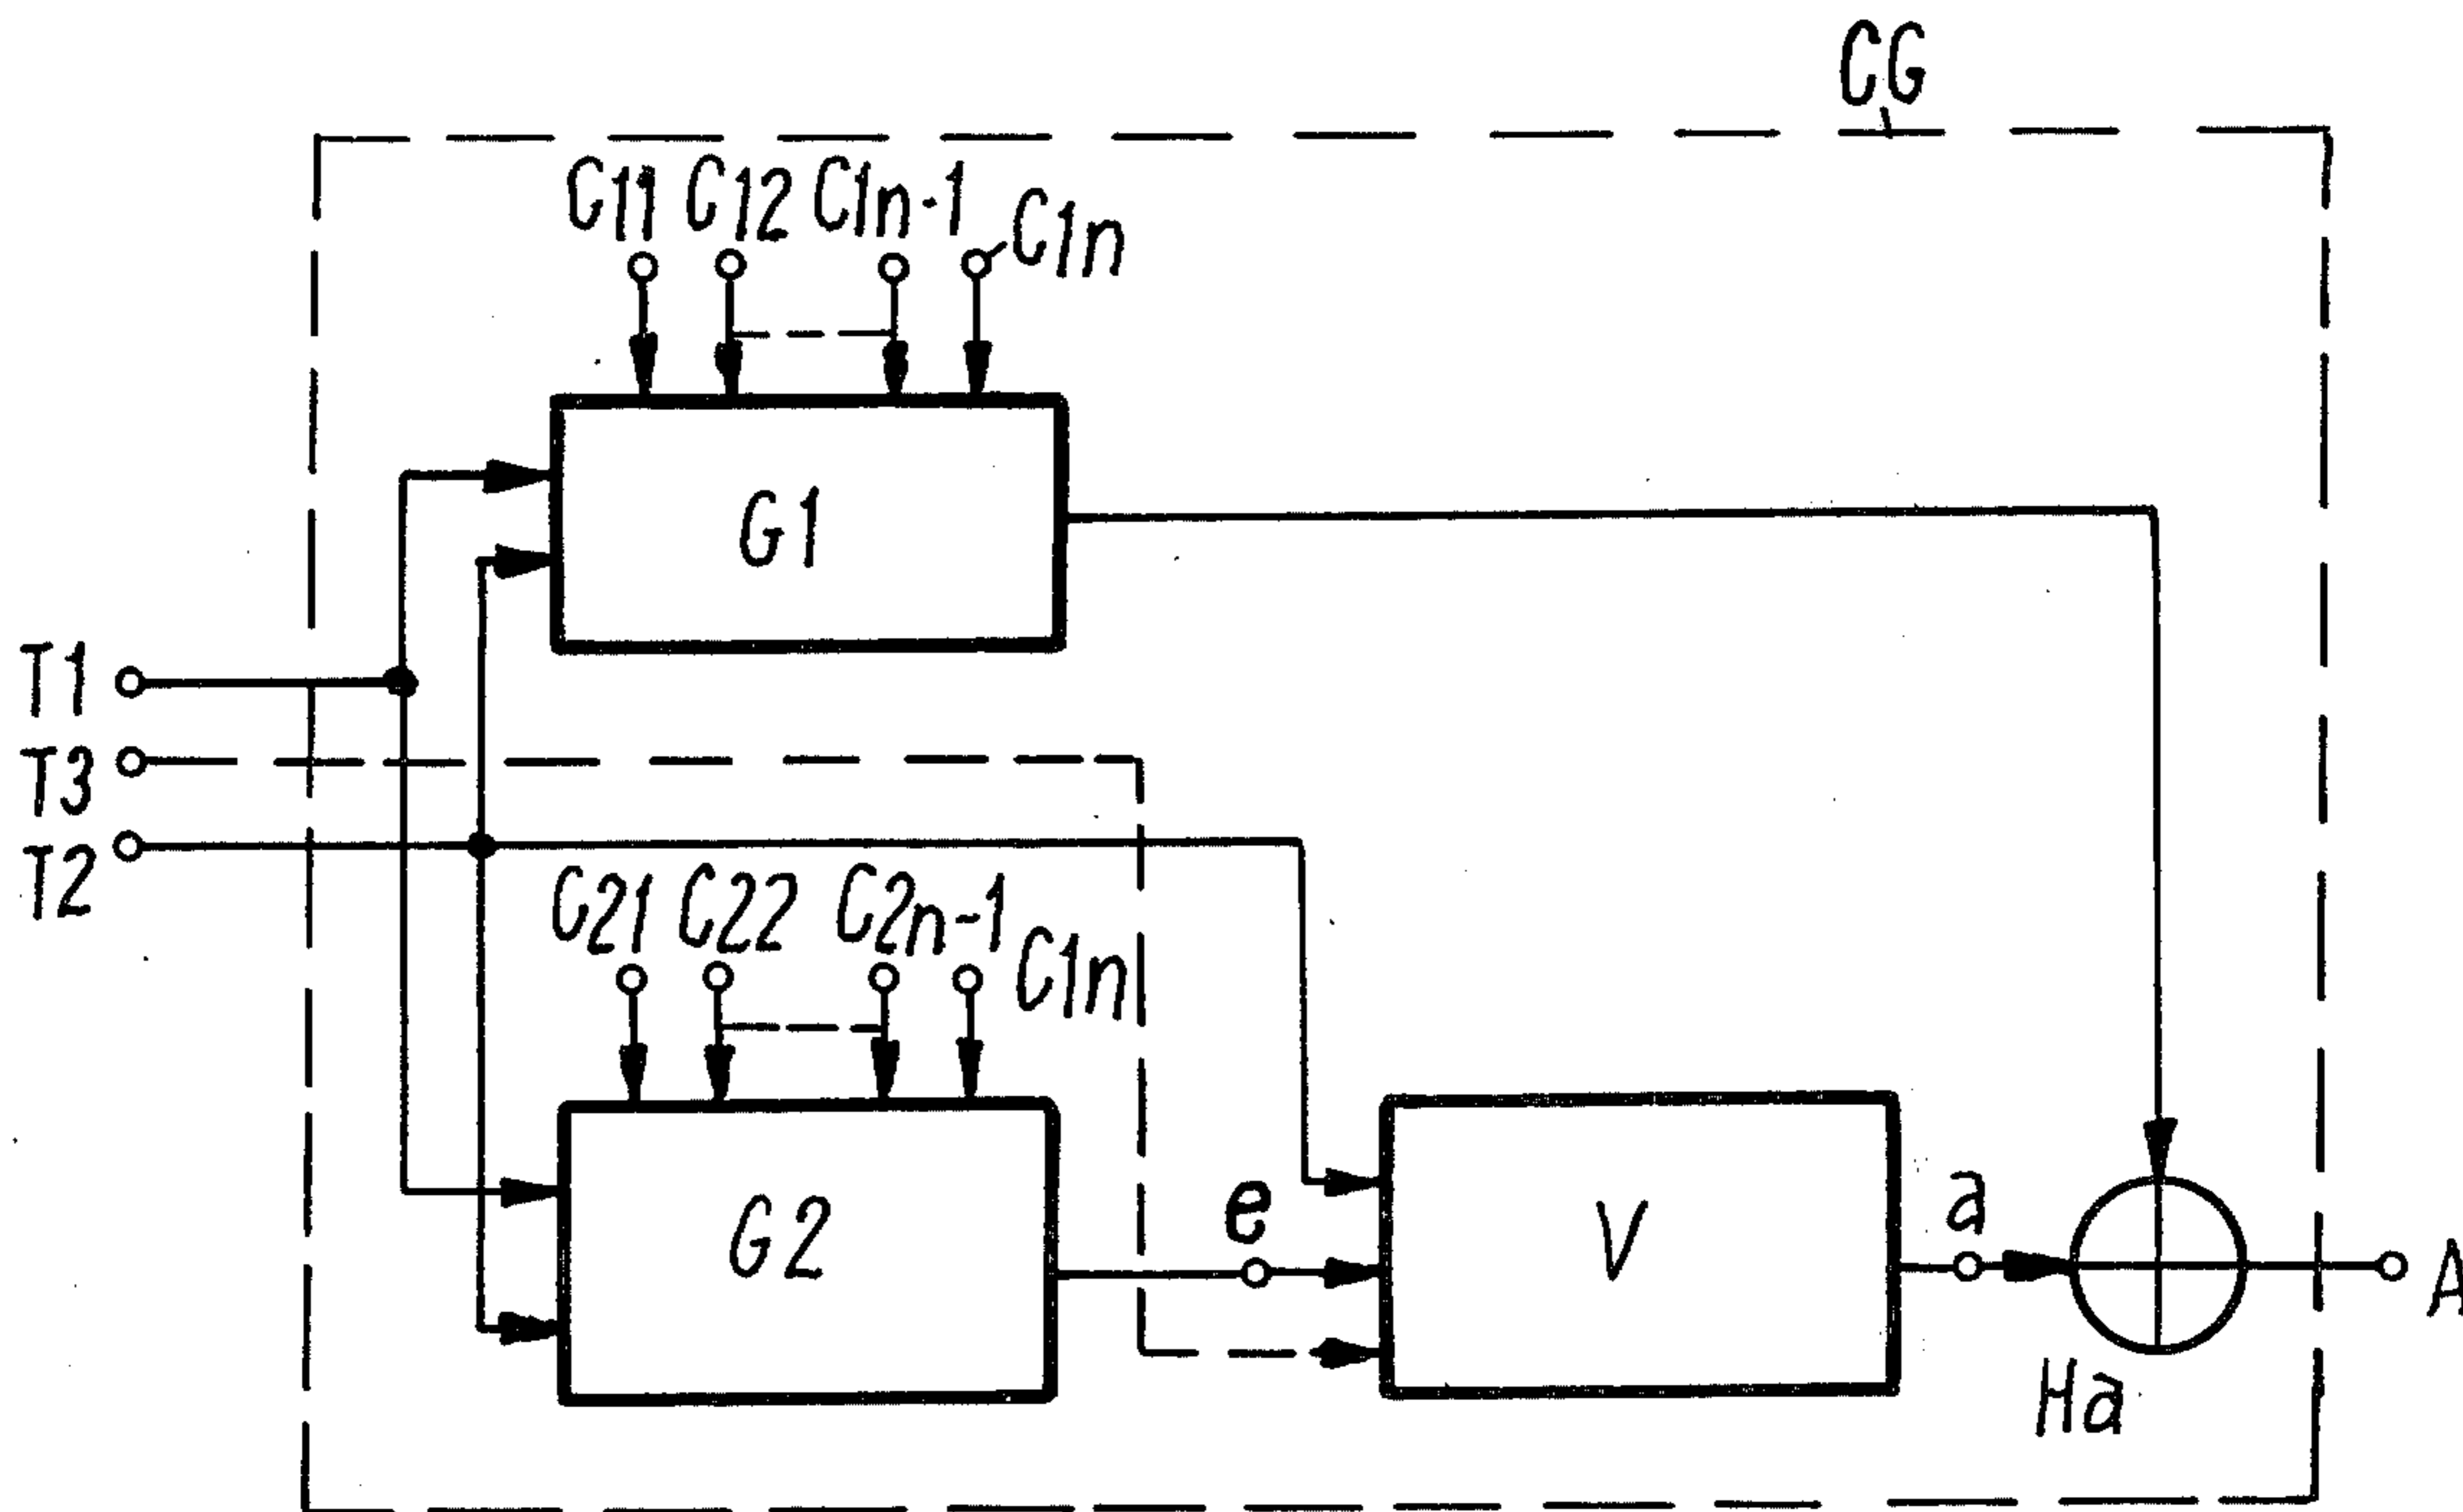 CG
C11 C12 C1n-1 C1n
G1
T1
T3
T2
C21 C22 C2n-1 C1n
G2
e
V
a
Ha
A